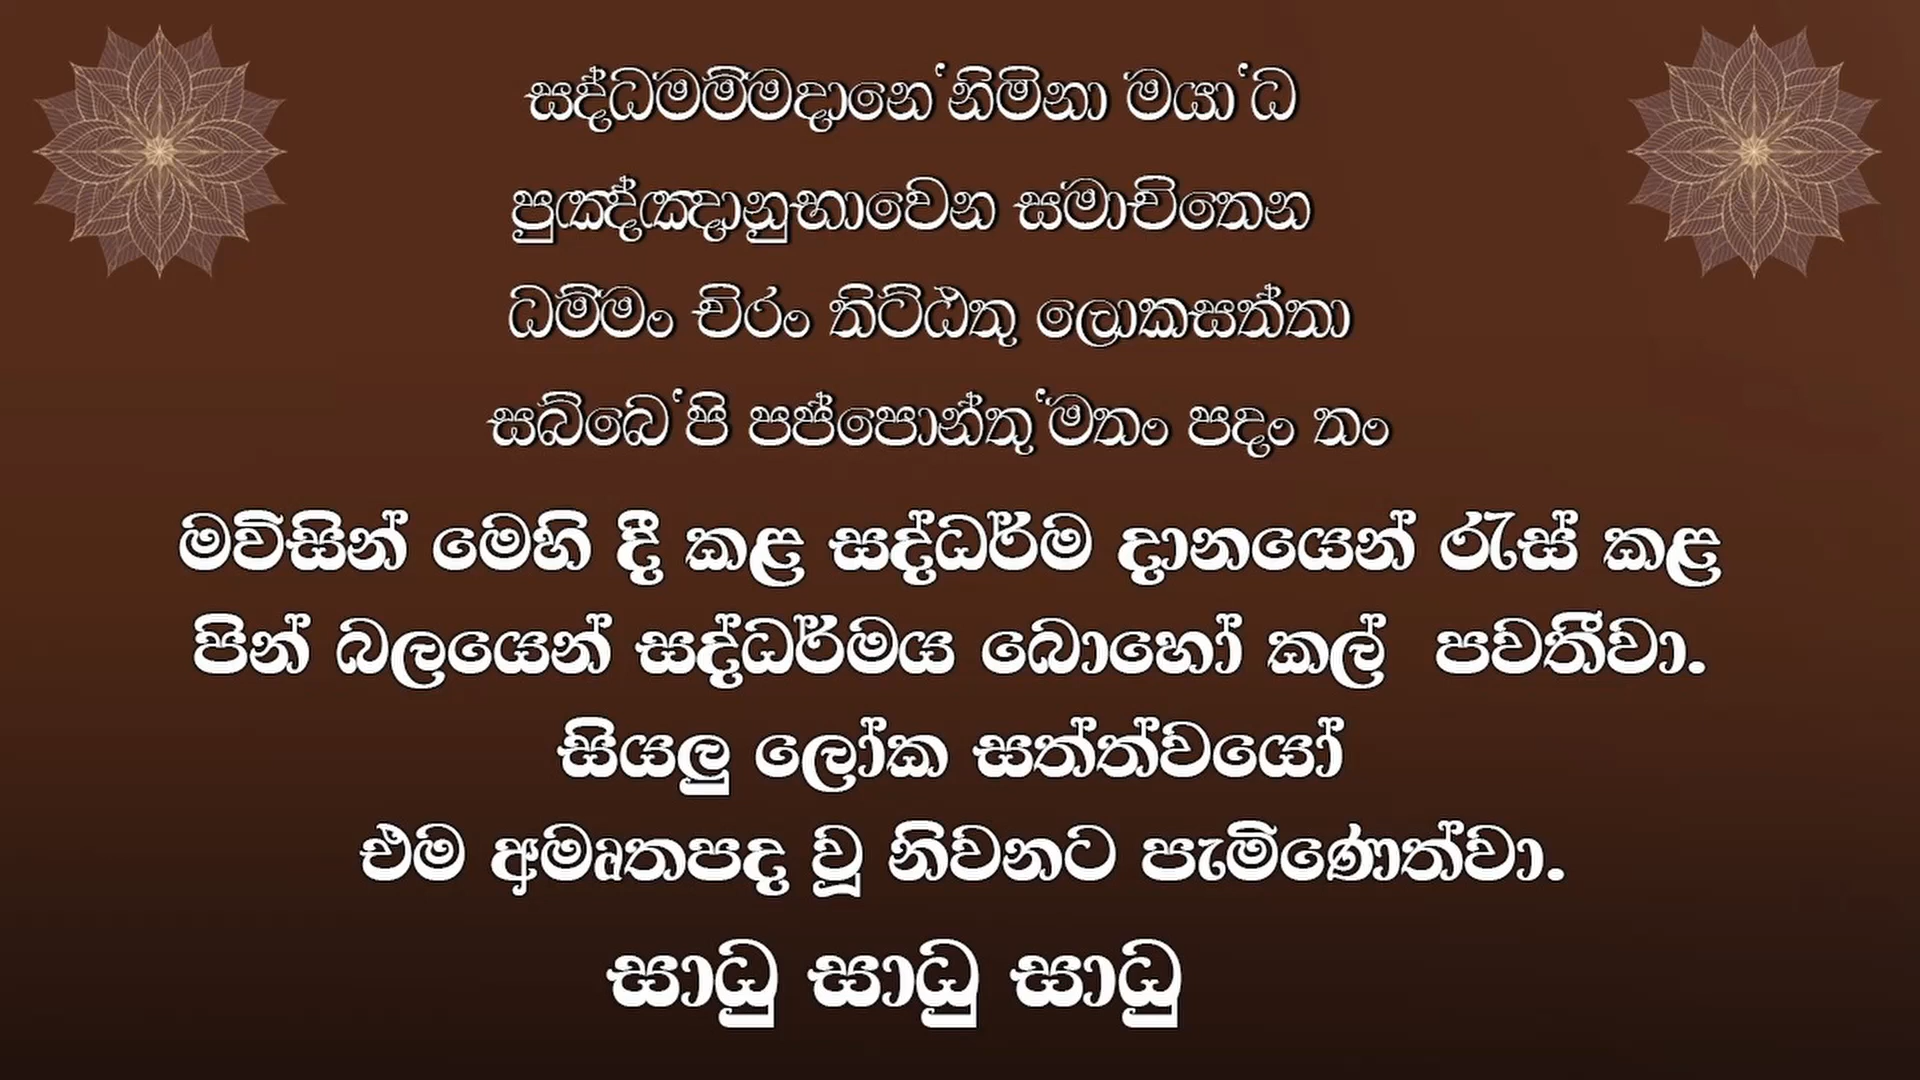 සද්ධමම්මදානෙ‘නිමිනා මයා‘ධ
පුඤ්ඤානුභාවෙන සමාචිතෙන
ධම්මං චිරං තිට්ඨතු ලොකසත්තා
සබ්බෙ‘පි පප්පොන්තු‘මතං පදං තං
මවිසින් මෙහි දී කළ සද්ධර්ම දානයෙන් රැස් කළ
පින් බලයෙන් සද්ධර්මය බොහෝ කල් පවතීවා.
සියලු ලෝක සත්ත්වයෝ
එම අමෘතපද වූ නිවනට පැමිණෙත්වා.
සාධු සාධු සාධු